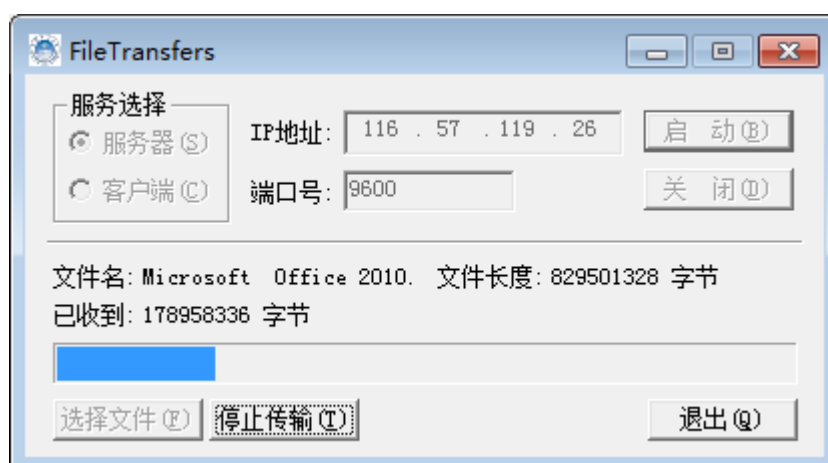 FileTransfers
服务选择
服务器(S)
客户端(C)
IP地址: 116 . 57 . 119 . 26
端口号: 9600
启 动(B)
关 闭(D)
文件名: Microsoft Office 2010. 文件长度: 829501328 字节
已收到: 178958336 字节
选择文件(F) 停止传输(T) 退出(Q)